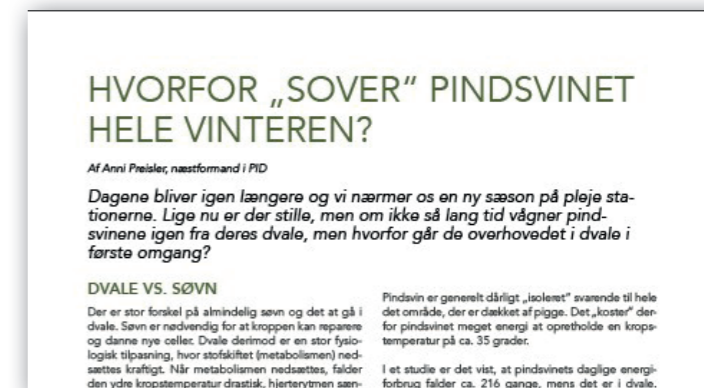 HVORFOR „SOVER” PINDSVINET
HELE VINTEREN?
Af Anni Preisler, næstformand i PID
Dagene bliver igen længere og vi nærmer os en ny sæson på pleje sta-
tionerne. Lige nu er der stille, men om ikke så lang tid vågner pind-
svinene igen fra deres dvale, men hvorfor går de overhovedet i dvale i
første omgang?
DVALE VS. SØVN
Der er stor forskel på almindelig søvn og det at gå i
dvale. Søvn er nødvendig for at kroppen kan reparere
og danne nye celler. Dvale derimod er en stor fysio-
logisk tilpasning, hvor stofskiftet (metabolismen) ned-
sættes kraftigt. Når metabolismen nedsættes, falder
den ydre kropstemperatur drastisk, hjerterytmen sæn-
Pindsvin er generelt dårligt „isoleret” svarende til hele
det område, der er dækket af pigge. Det „koster” der-
for pindsvinet meget energi at opretholde en krops-
temperatur på ca. 35 grader.
I et studie er det vist, at pindsvinets daglige energi-
forbrug falder ca. 216 gange, mens det er i dvale.